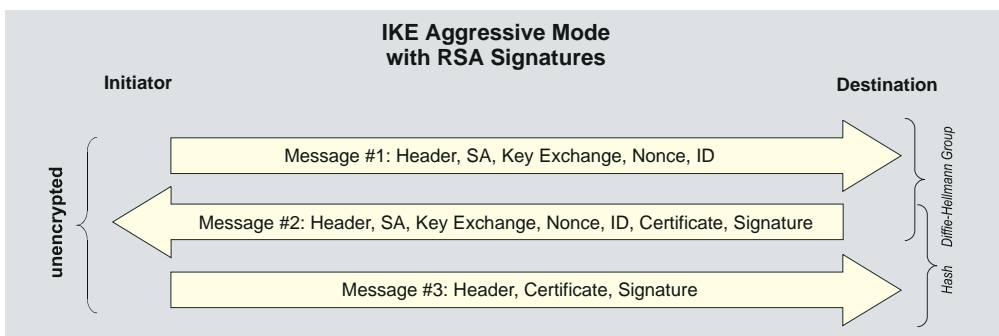 IKE Aggressive Mode
with RSA Signatures
Initiator
Destination
Message #1: Header, SA, Key Exchange, Nonce, ID
Message #2: Header, SA, Key Exchange, Nonce, ID, Certificate, Signature
Message #3: Header, Certificate, Signature
unencrypted
Diffie-Hellmann Group
Hash